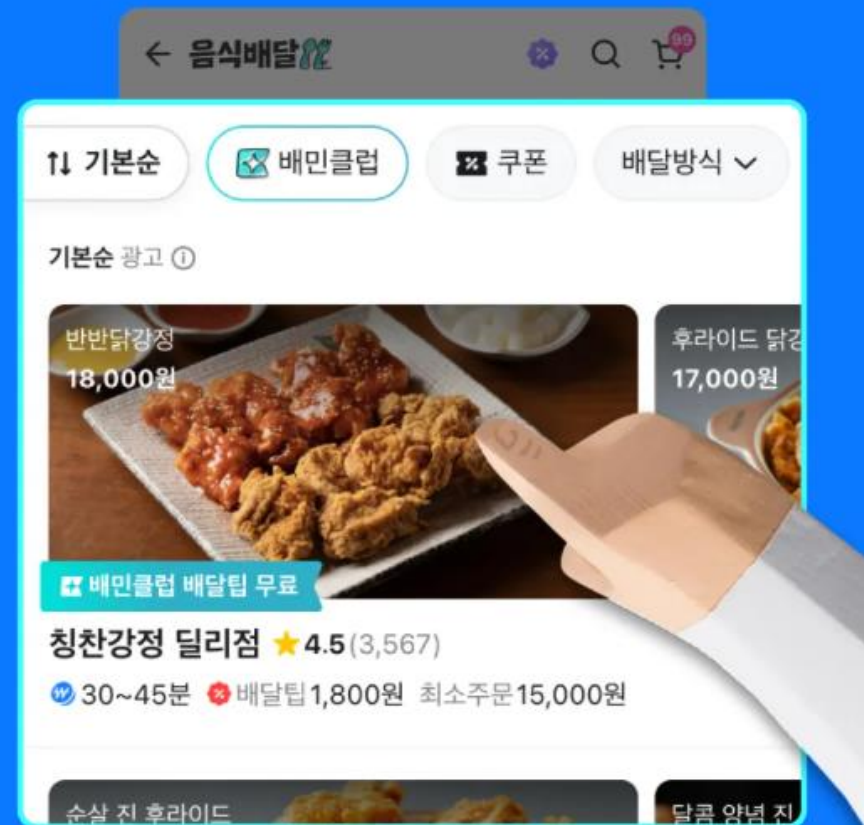 음식배달
99
기본순
배민클럽
쿠폰
배달방식
기본순 광고
반반닭강정
18,000원
후라이드 닭강
17,000원
배민클럽 배달팁 무료
칭찬강정 딜리점 4.5(3,567)
30~45분 배달팁 1,800원 최소주문 15,000원
순살 진 후라이드
달콤 양념 진